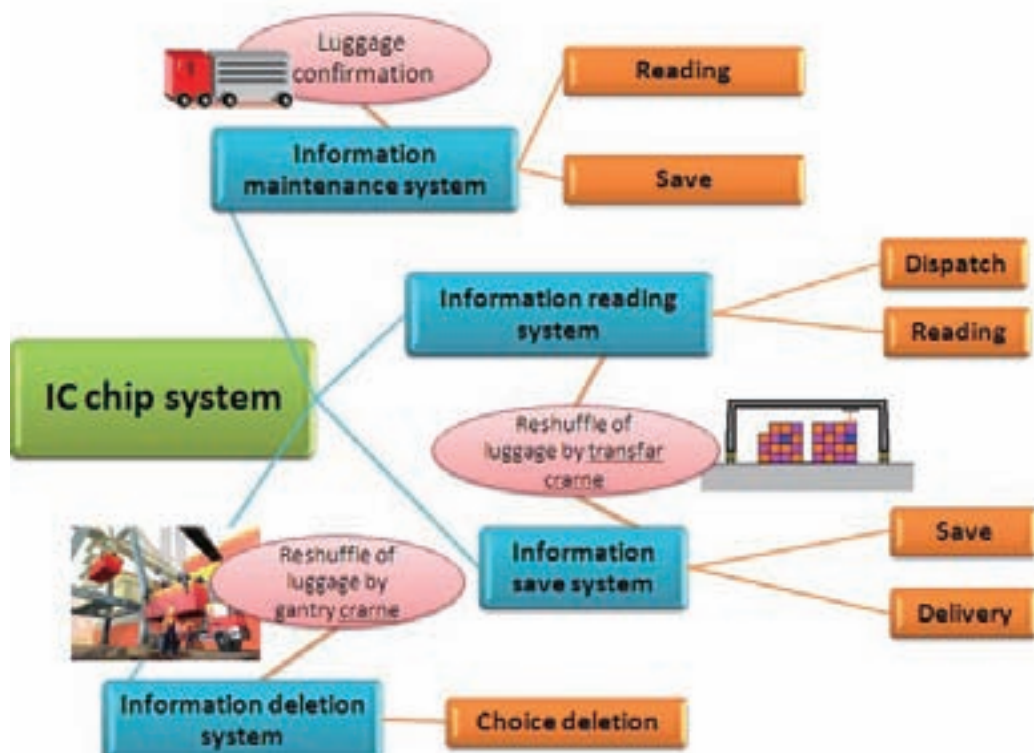 Luggage
confirmation
Reading
Information
maintenance system
Save
Dispatch
Information reading
system
Reading
IC chip system
Reshuffle of
luggage by transfar
crarne
Save
Information
save system
Reshuffle of
luggage by
gantry crarne
Delivery
Information deletion
system
Choice deletion